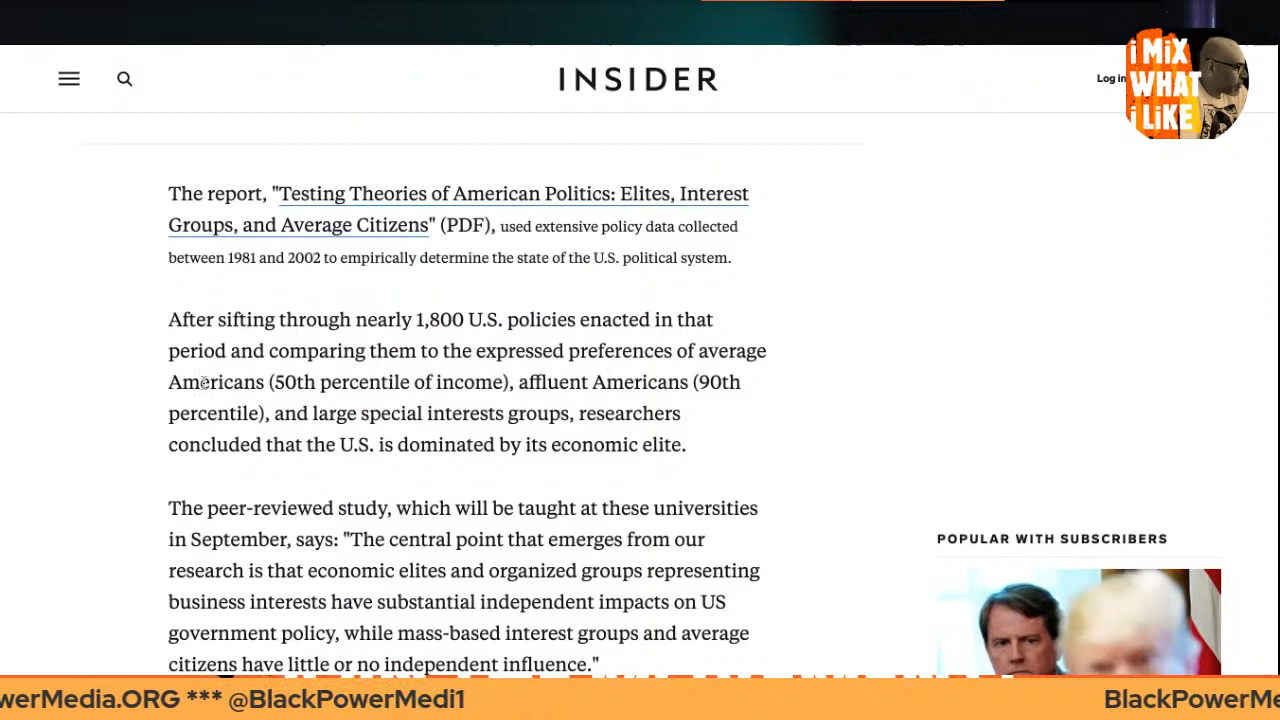 INSIDER
Log in
i MiX
WHAT
i LiKE
The report, "Testing Theories of American Politics: Elites, Interest
Groups, and Average Citizens" (PDF), used extensive policy data collected
between 1981 and 2002 to empirically determine the state of the U.S. political system.
After sifting through nearly 1,800 U.S. policies enacted in that
period and comparing them to the expressed preferences of average
Americans (50th percentile of income), affluent Americans (90th
percentile), and large special interests groups, researchers
concluded that the U.S. is dominated by its economic elite.
The peer-reviewed study, which will be taught at these universities
in September, says: "The central point that emerges from our
research is that economic elites and organized groups representing
business interests have substantial independent impacts on US
government policy, while mass-based interest groups and average
citizens have little or no independent influence."
POPULAR WITH SUBSCRIBERS
werMedia.ORG *** @BlackPowerMedi1
BlackPowerMe